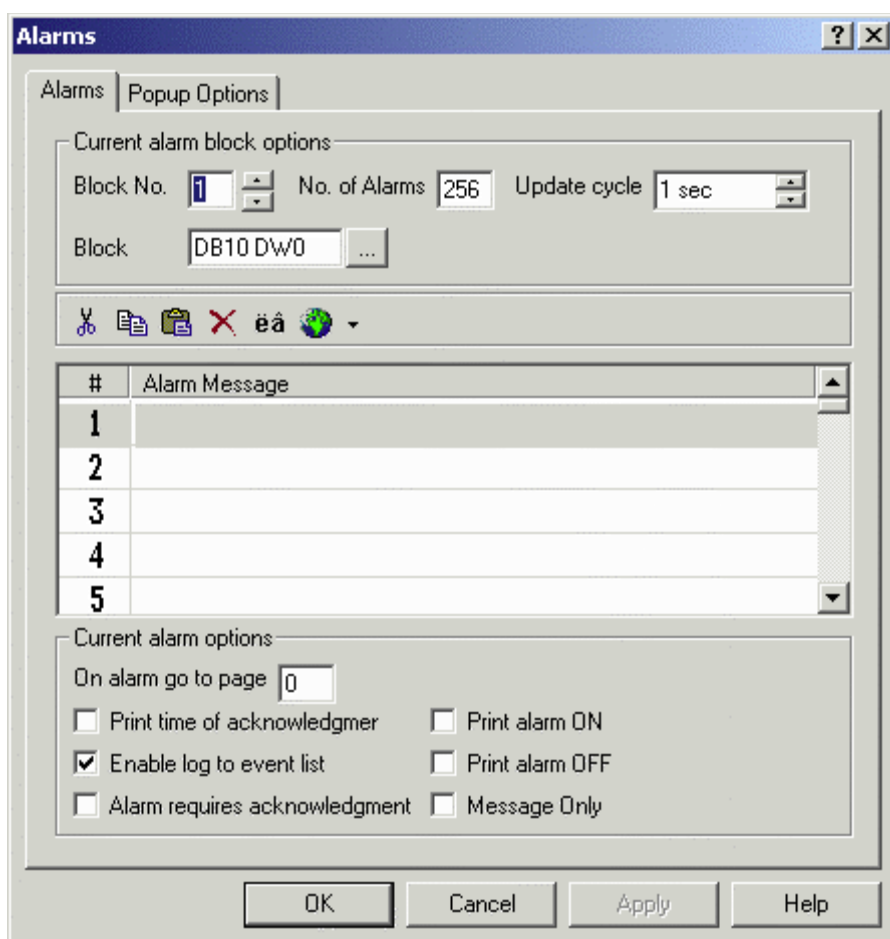 Alarms
Alarms Popup Options
Current alarm block options
Block No. 1 No. of Alarms 256 Update cycle 1 sec
Block DB10 DW0 ...
ëâ
# Alarm Message
1
2
3
4
5
Current alarm options
On alarm go to page 0
Print time of acknowledgmer Print alarm ON
Enable log to event list Print alarm OFF
Alarm requires acknowledgment Message Only
OK Cancel Apply Help